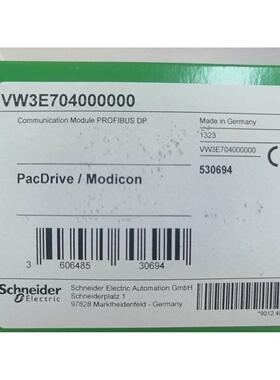 VW3E704000000
Communication Module PROFIBUS DP
Made in Germany
1323
VW3E704000000
PacDrive / Modicon
530694
3 606485 30694
Schneider Electric
Schneider Electric Automation GmbH
Schneiderplatz 1
97828 Marktheidenfeld - Germany